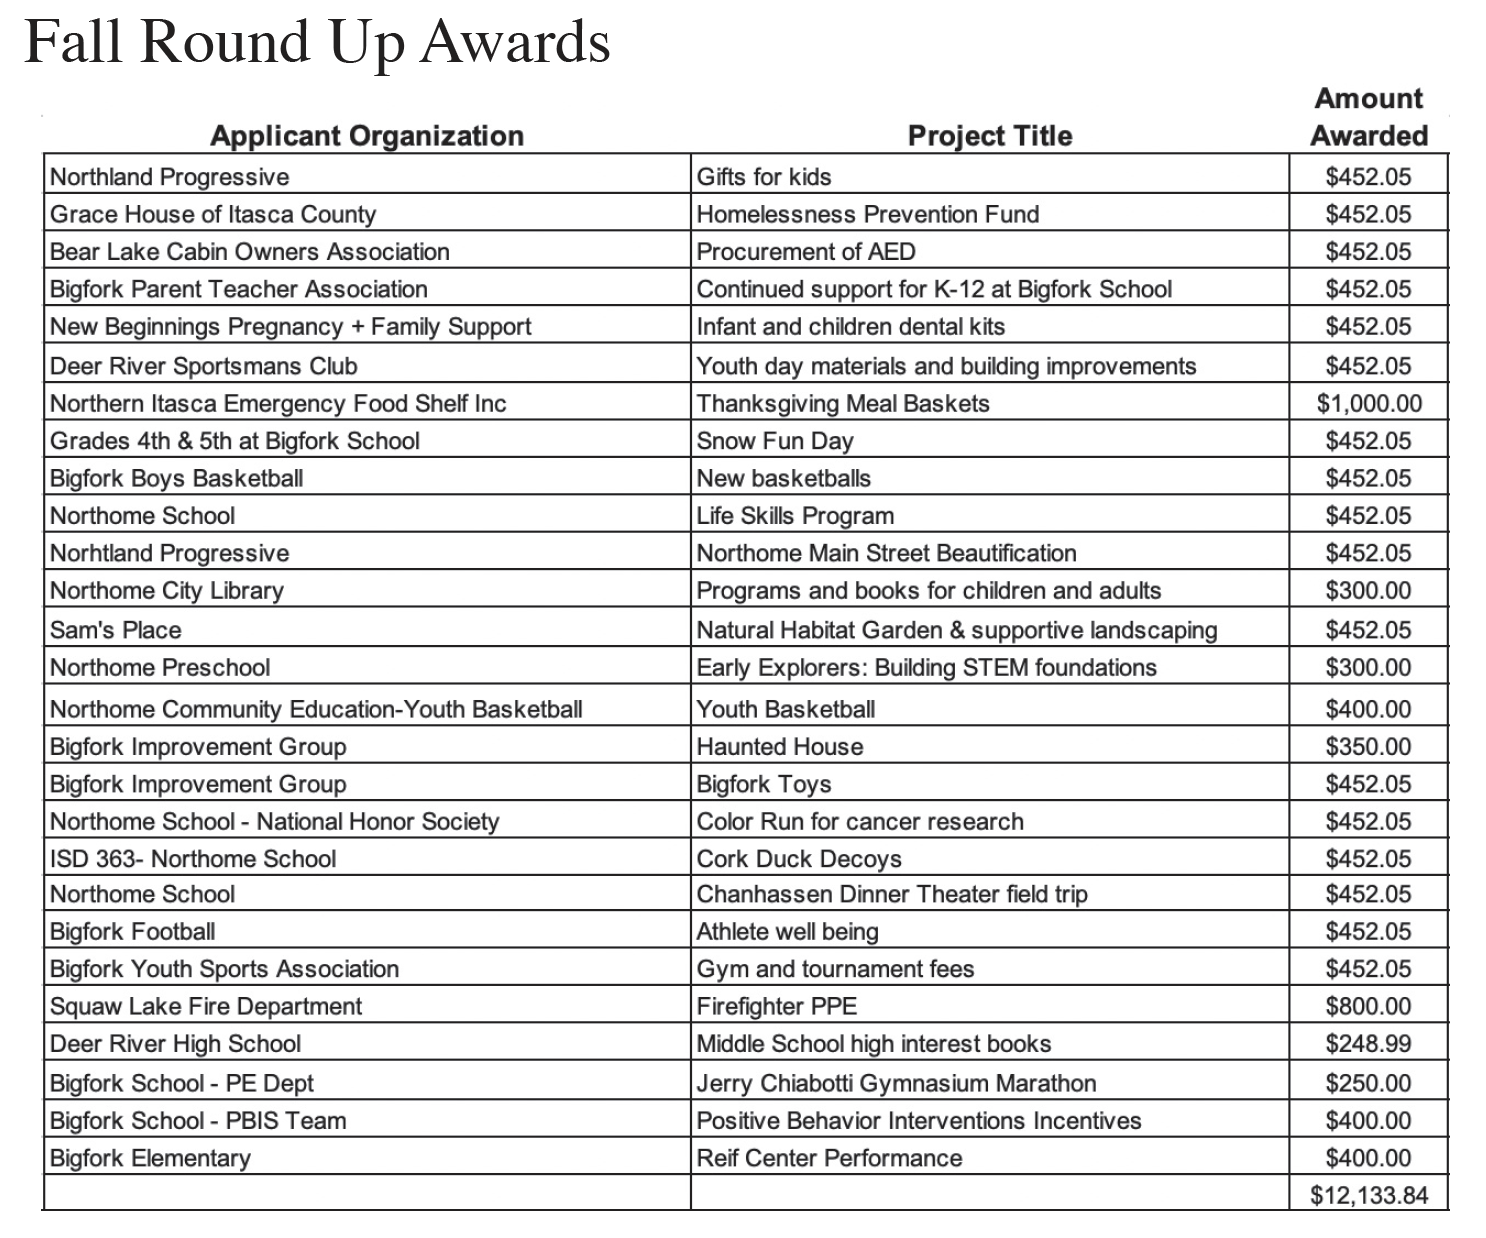 Fall Round Up Awards
Applicant Organization Project Title Amount Awarded
Northland Progressive Gifts for kids $452.05
Grace House of Itasca County Homelessness Prevention Fund $452.05
Bear Lake Cabin Owners Association Procurement of AED $452.05
Bigfork Parent Teacher Association Continued support for K-12 at Bigfork School $452.05
New Beginnings Pregnancy + Family Support Infant and children dental kits $452.05
Deer River Sportsmans Club Youth day materials and building improvements $452.05
Northern Itasca Emergency Food Shelf Inc Thanksgiving Meal Baskets $1,000.00
Grades 4th & 5th at Bigfork School Snow Fun Day $452.05
Bigfork Boys Basketball New basketballs $452.05
Northome School Life Skills Program $452.05
Norhtland Progressive Northome Main Street Beautification $452.05
Northome City Library Programs and books for children and adults $300.00
Sam's Place Natural Habitat Garden & supportive landscaping $452.05
Northome Preschool Early Explorers: Building STEM foundations $300.00
Northome Community Education-Youth Basketball Youth Basketball $400.00
Bigfork Improvement Group Haunted House $350.00
Bigfork Improvement Group Bigfork Toys $452.05
Northome School - National Honor Society Color Run for cancer research $452.05
ISD 363- Northome School Cork Duck Decoys $452.05
Northome School Chanhassen Dinner Theater field trip $452.05
Bigfork Football Athlete well being $452.05
Bigfork Youth Sports Association Gym and tournament fees $452.05
Squaw Lake Fire Department Firefighter PPE $800.00
Deer River High School Middle School high interest books $248.99
Bigfork School - PE Dept Jerry Chiabotti Gymnasium Marathon $250.00
Bigfork School - PBIS Team Positive Behavior Interventions Incentives $400.00
Bigfork Elementary Reif Center Performance $400.00
$12,133.84